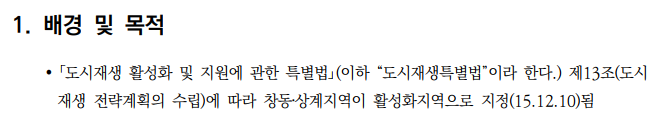 1. 배경 및 목적
• 「도시재생 활성화 및 지원에 관한 특별법」(이하 “도시재생특별법”이라 한다.) 제13조(도시
재생 전략계획의 수립)에 따라 창동·상계지역이 활성화지역으로 지정(15.12.10)됨